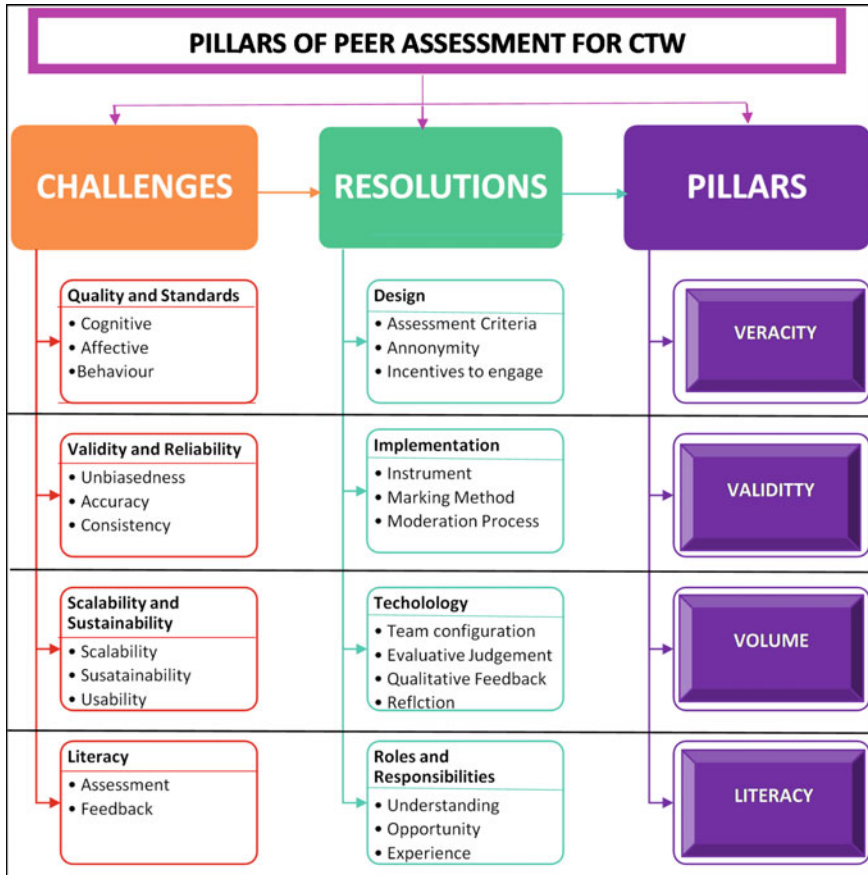 PILLARS OF PEER ASSESSMENT FOR CTW
CHALLENGES
RESOLUTIONS
PILLARS
Quality and Standards
• Cognitive
• Affective
•Behaviour
Design
• Assessment Criteria
• Annonymity
• Incentives to engage
VERACITY
Validity and Reliability
• Unbiasedness
• Accuracy
• Consistency
Implementation
• Instrument
• Marking Method
• Moderation Process
VALIDITTY
Scalability and
Sustainability
• Scalability
• Susatainability
• Usability
Techolology
• Team configuration
• Evaluative Judgement
• Qualitative Feedback
• Reflction
VOLUME
Literacy
• Assessment
• Feedback
Roles and
Responsibilities
• Understanding
• Opportunity
• Experience
LITERACY